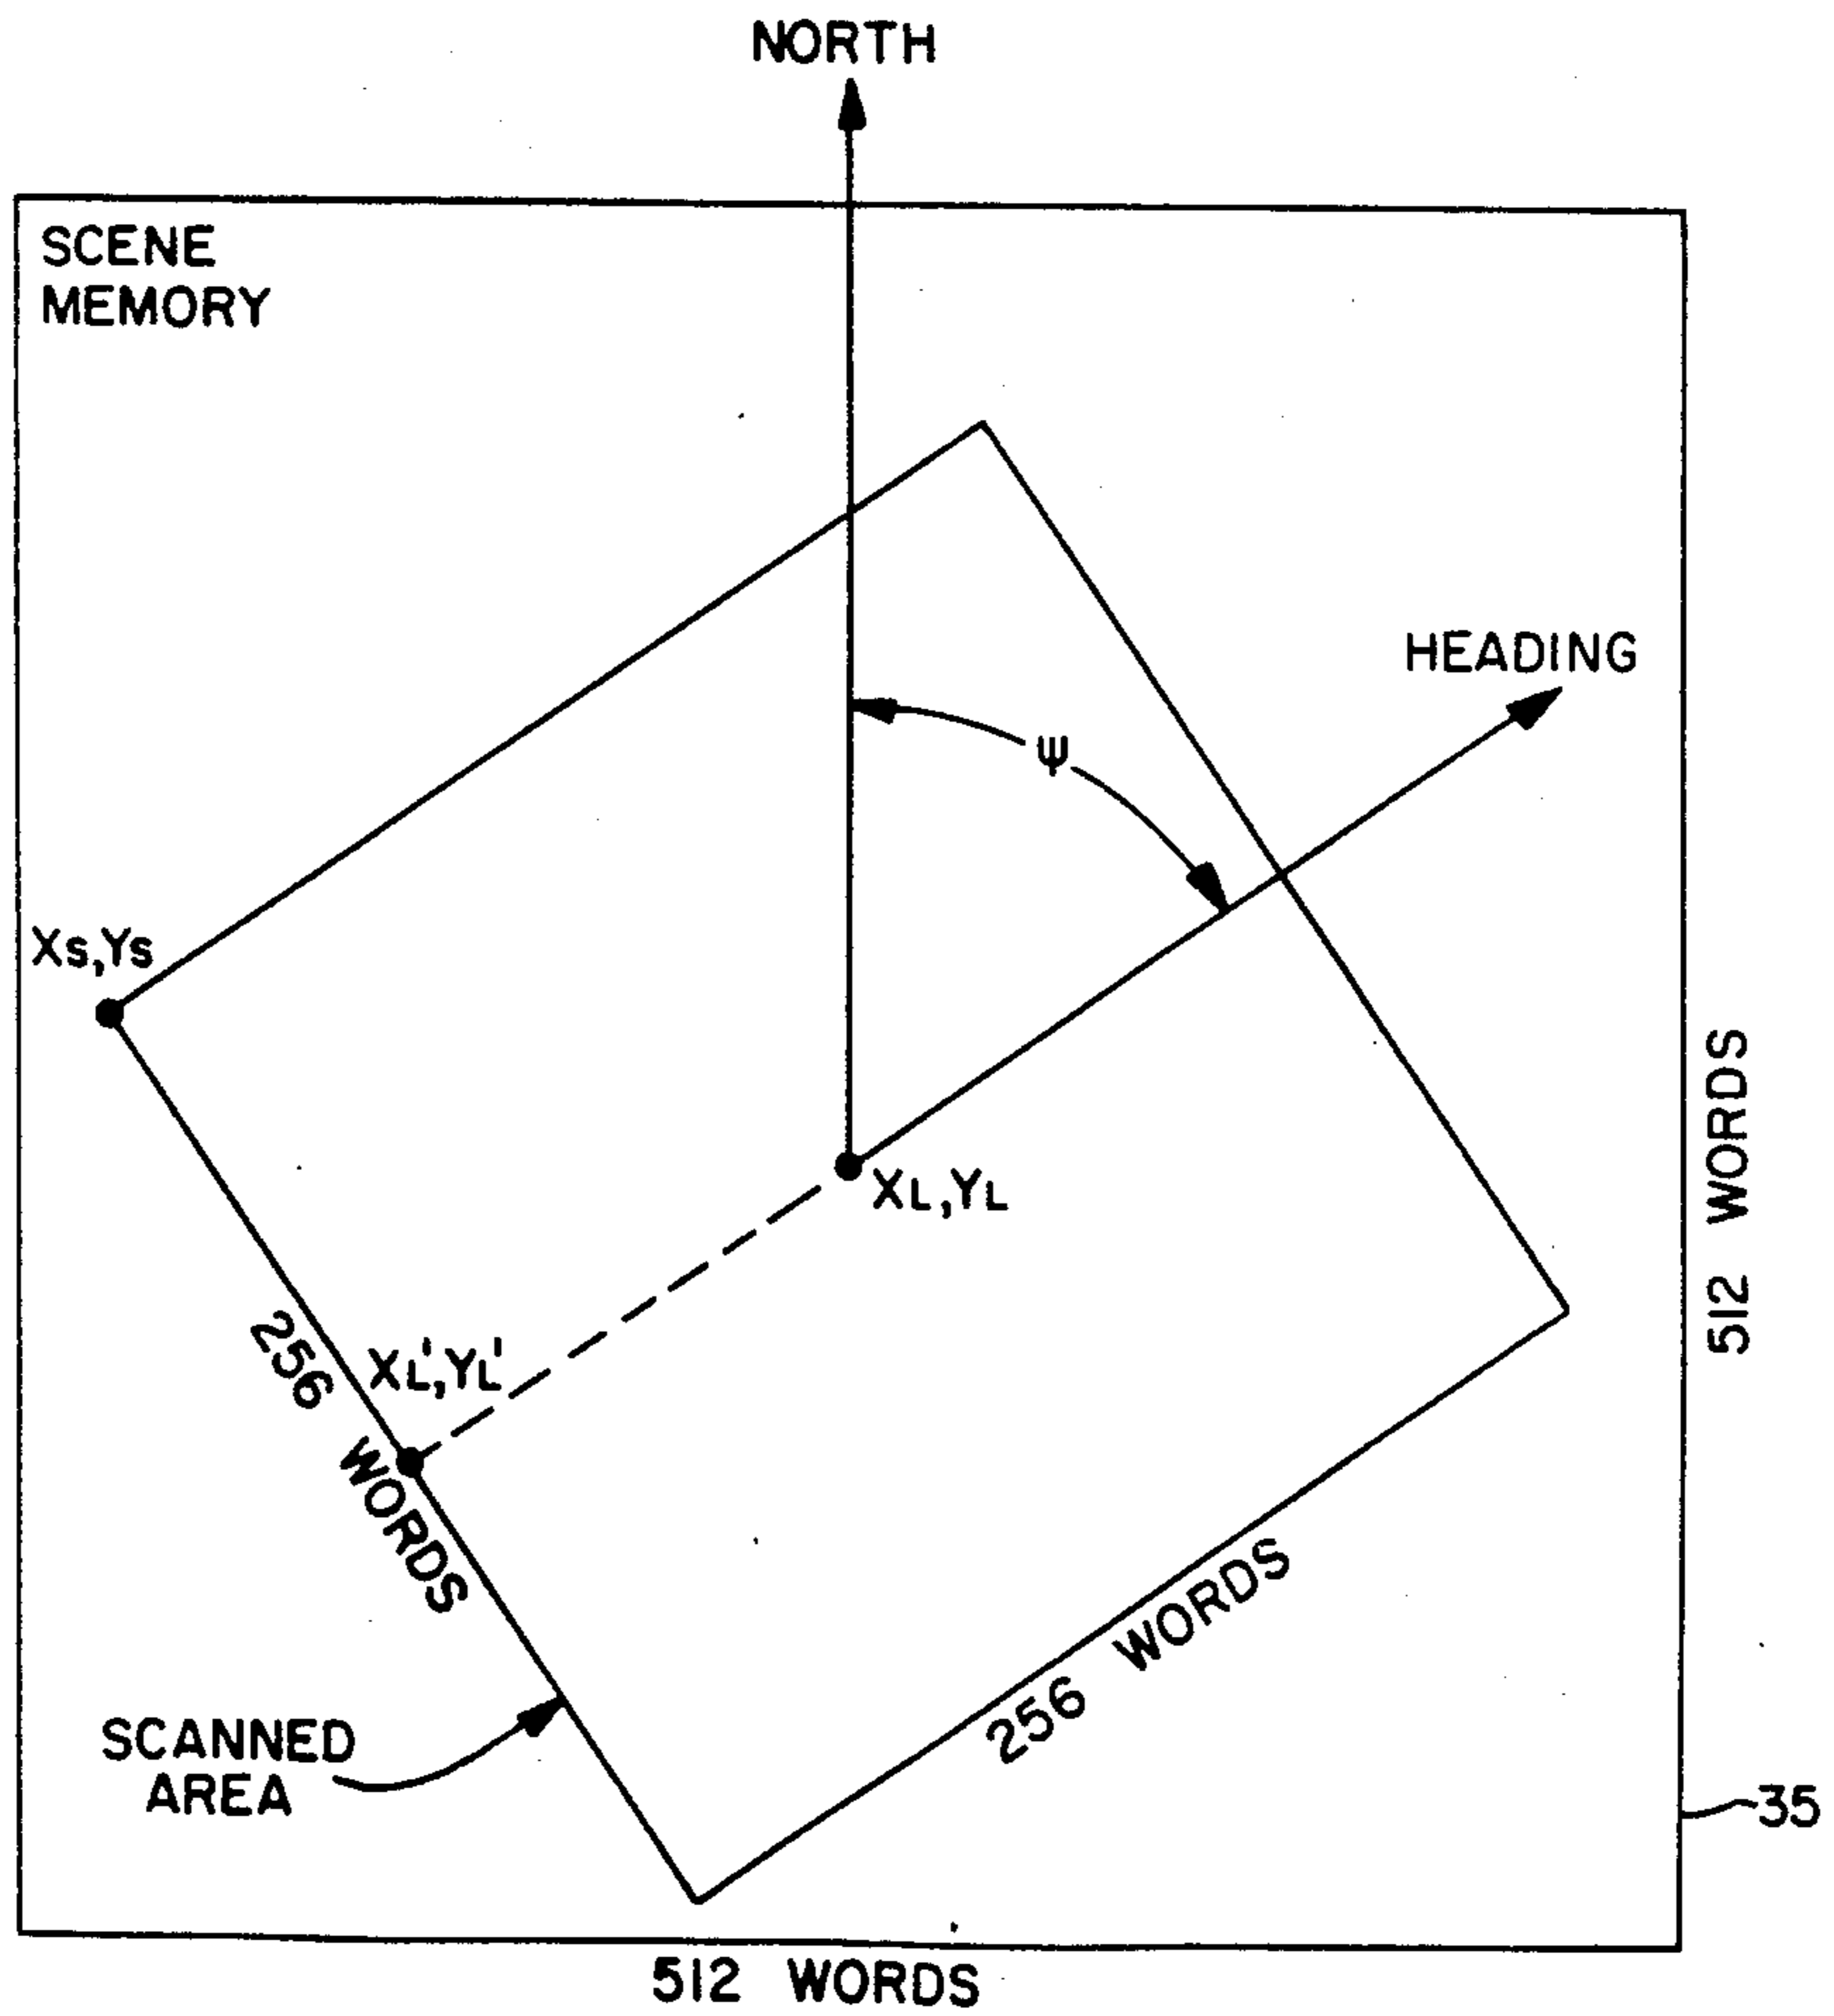 NORTH
SCENE
MEMORY
HEADING
ψ
Xs,Ys
XL,YL
512 WORDS
XL',YL'
256 WORDS
256 WORDS
SCANNED
AREA
35
512 WORDS